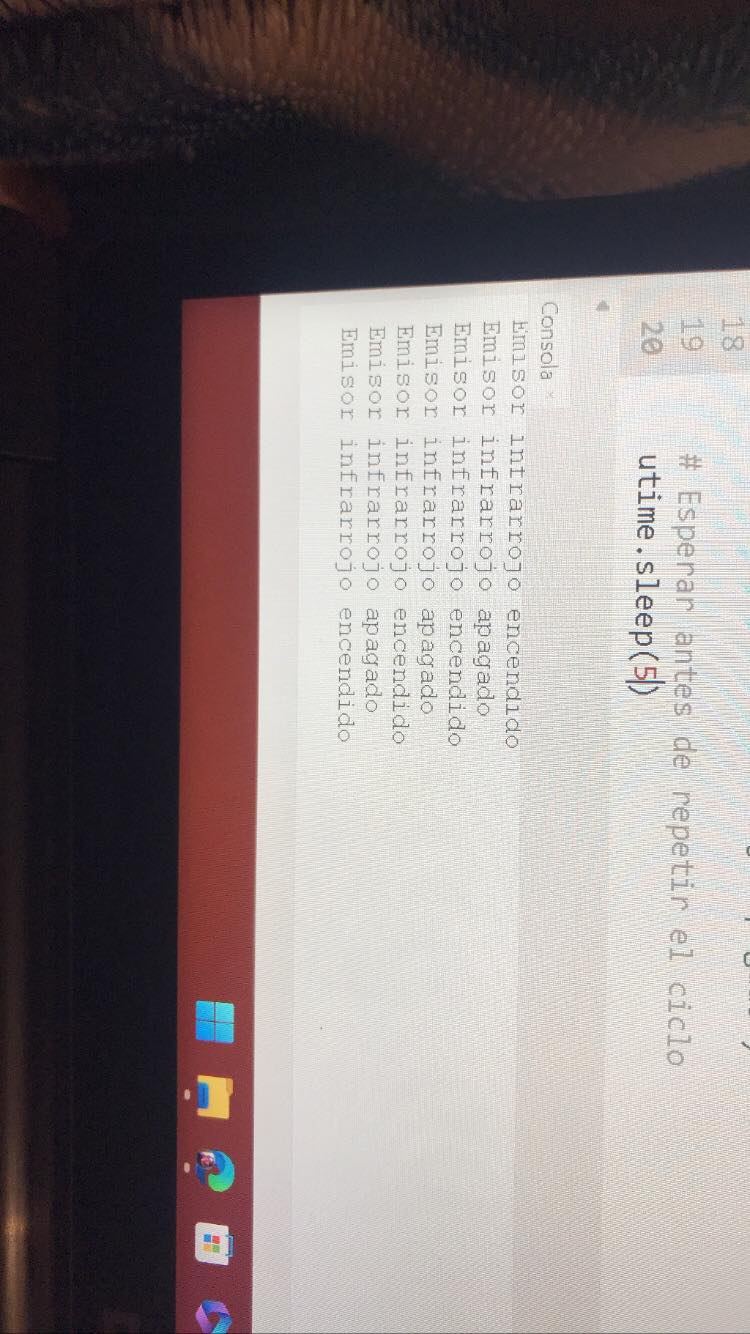 18
19 # Esperar antes de repetir el ciclo
20 utime.sleep(5)
Consola ×
Emisor infrarrojo encendido
Emisor infrarrojo apagado
Emisor infrarrojo encendido
Emisor infrarrojo apagado
Emisor infrarrojo encendido
Emisor infrarrojo apagado
Emisor infrarrojo encendido